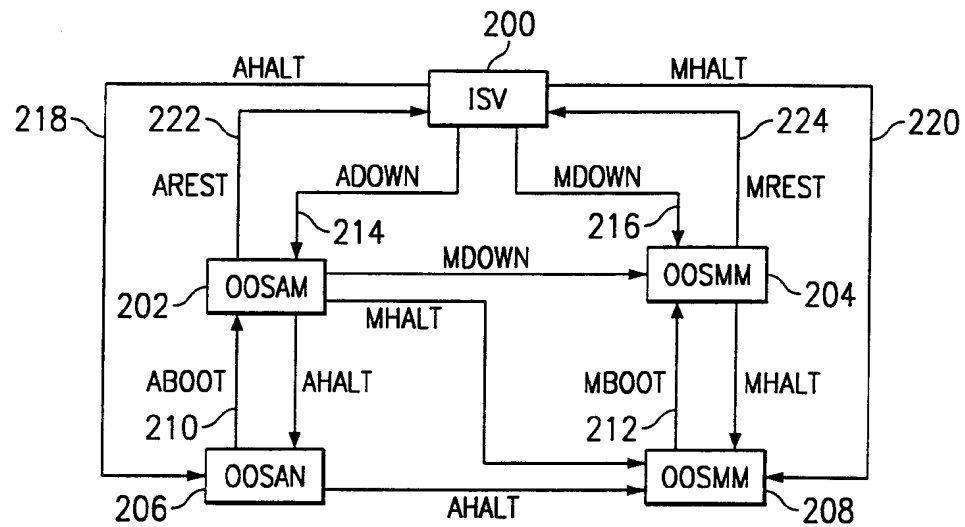 200
AHALT
MHALT
ISV
218
222
224
220
AREST
ADOWN
MDOWN
MREST
214
216
MDOWN
OOSAM
OOSMM
202
204
MHALT
ABOOT
AHALT
MBOOT
MHALT
210
212
OOSAN
OOSMM
206
AHALT
208